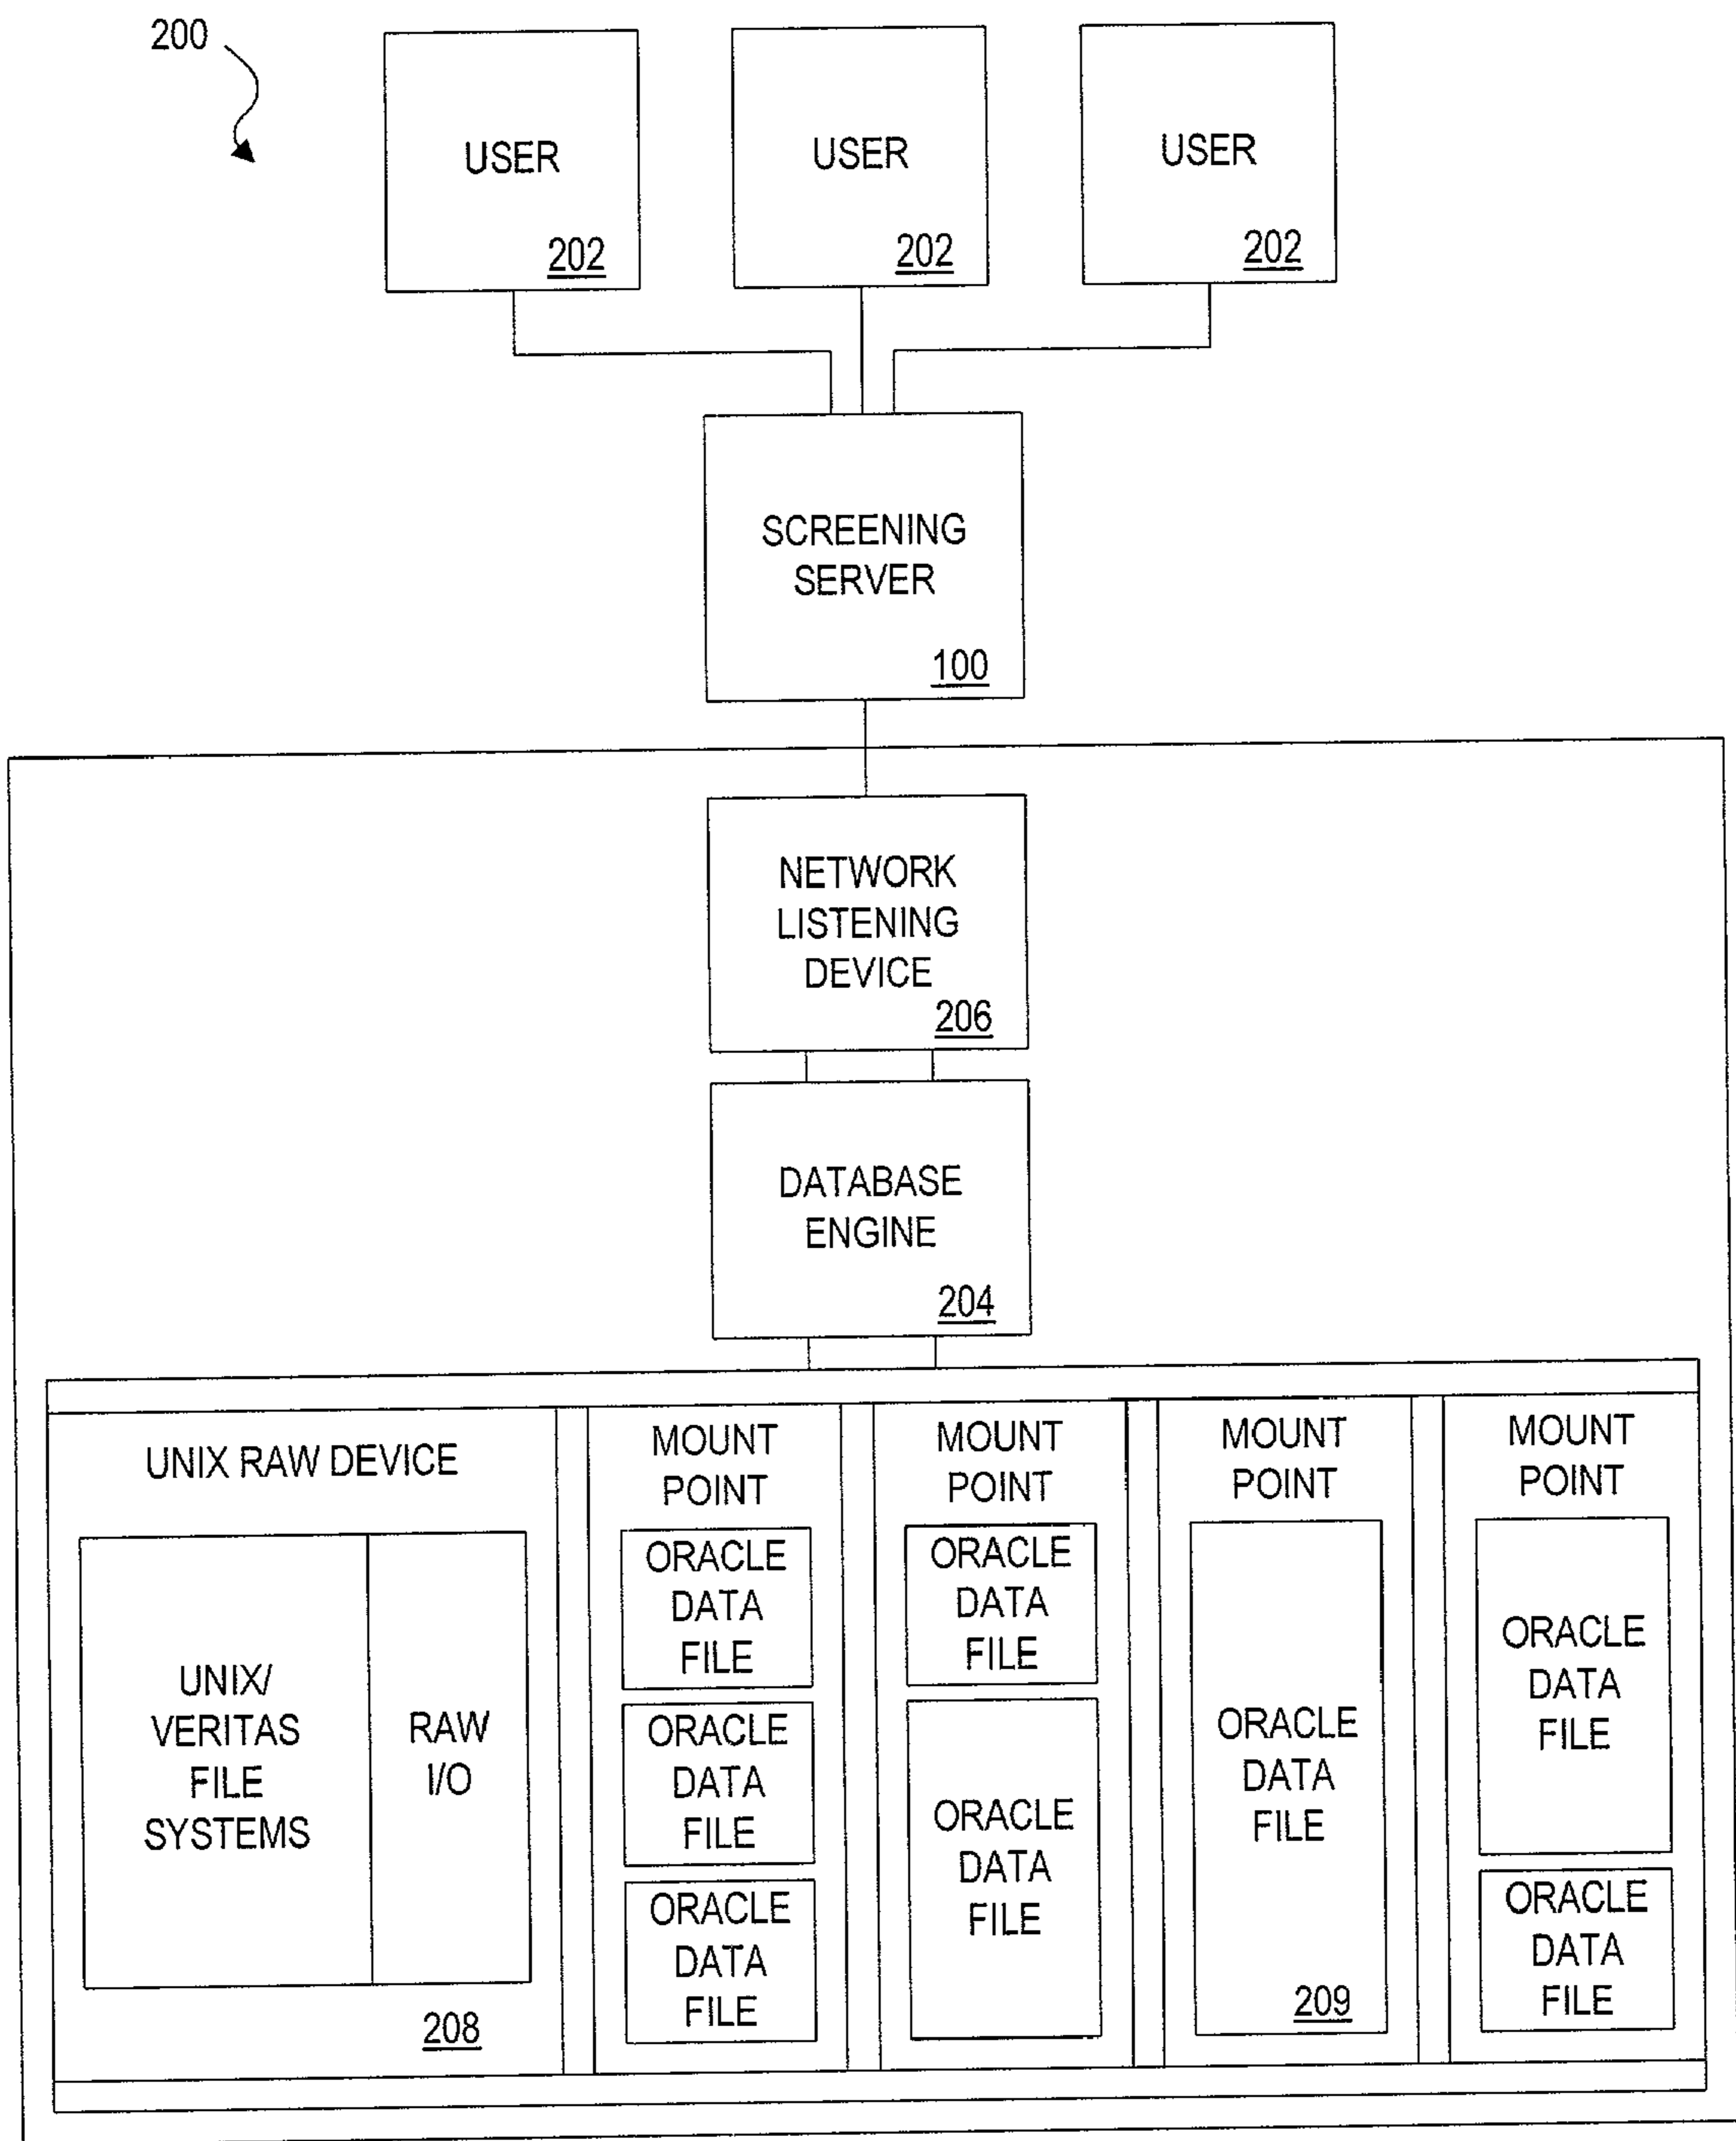 200
USER
202
USER
202
USER
202
SCREENING
SERVER
100
NETWORK
LISTENING
DEVICE
206
DATABASE
ENGINE
204
UNIX RAW DEVICE
UNIX/
VERITAS
FILE
SYSTEMS
RAW
I/O
208
MOUNT
POINT
ORACLE
DATA
FILE
ORACLE
DATA
FILE
ORACLE
DATA
FILE
MOUNT
POINT
ORACLE
DATA
FILE
ORACLE
DATA
FILE
MOUNT
POINT
ORACLE
DATA
FILE
209
MOUNT
POINT
ORACLE
DATA
FILE
ORACLE
DATA
FILE